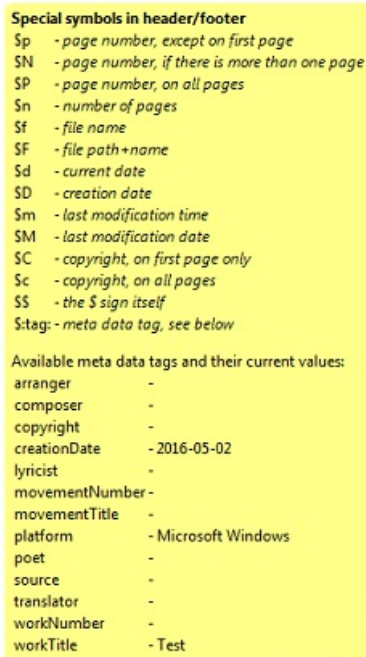 Special symbols in header/footer
$p - page number, except on first page
$N - page number, if there is more than one page
$P - page number, on all pages
$n - number of pages
$f - file name
$F - file path+name
$d - current date
$D - creation date
$m - last modification time
$M - last modification date
$C - copyright, on first page only
$c - copyright, on all pages
$$ - the $ sign itself
$:tag: - meta data tag, see below
Available meta data tags and their current values:
arranger -
composer -
copyright -
creationDate - 2016-05-02
lyricist -
movementNumber -
movementTitle -
platform - Microsoft Windows
poet -
source -
translator -
workNumber -
workTitle - Test